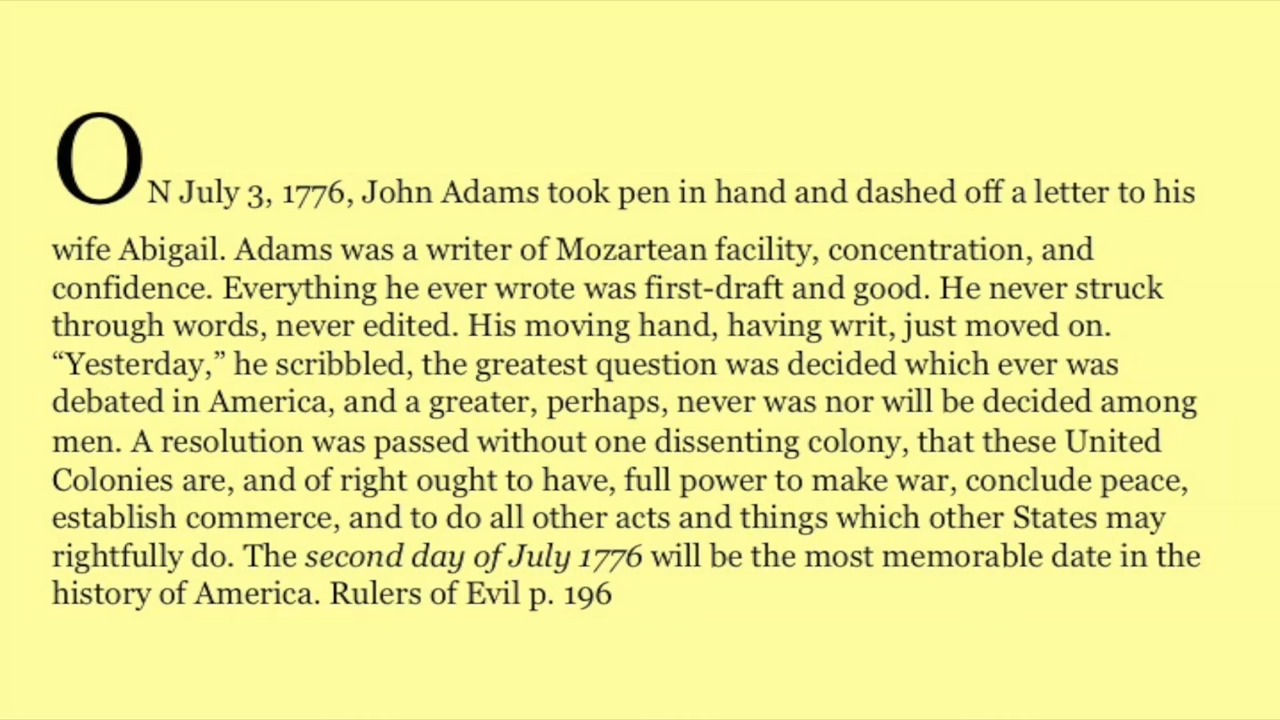 ON July 3, 1776, John Adams took pen in hand and dashed off a letter to his
wife Abigail. Adams was a writer of Mozartean facility, concentration, and
confidence. Everything he ever wrote was first-draft and good. He never struck
through words, never edited. His moving hand, having writ, just moved on.
“Yesterday,” he scribbled, the greatest question was decided which ever was
debated in America, and a greater, perhaps, never was nor will be decided among
men. A resolution was passed without one dissenting colony, that these United
Colonies are, and of right ought to have, full power to make war, conclude peace,
establish commerce, and to do all other acts and things which other States may
rightfully do. The second day of July 1776 will be the most memorable date in the
history of America. Rulers of Evil p. 196